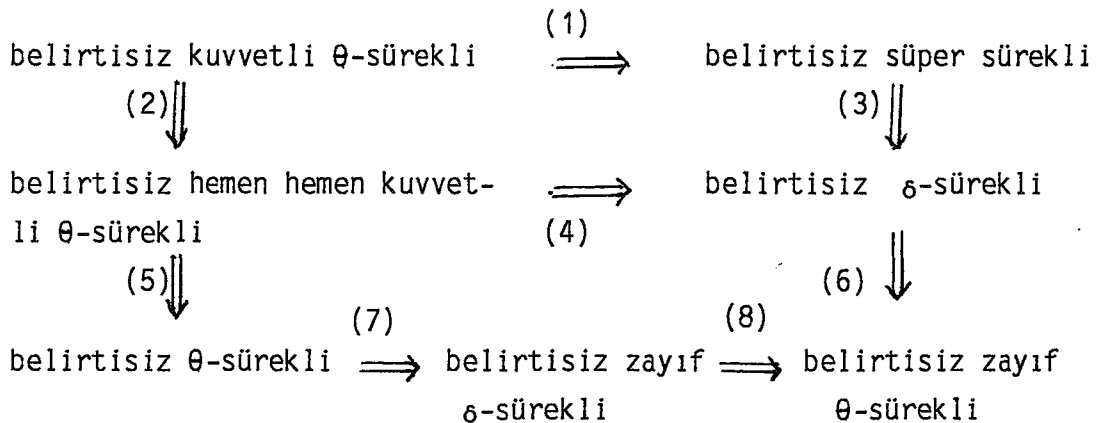 (1)
belirtisiz kuvvetli θ-sürekli ⟹ belirtisiz süper sürekli
(2) ⇓ (3) ⇓
belirtisiz hemen hemen kuvvet- ⟹ belirtisiz δ-sürekli
li θ-sürekli (4)
(5) ⇓ (6) ⇓
(7) (8)
belirtisiz θ-sürekli ⟹ belirtisiz zayıf ⟹ belirtisiz zayıf
δ-sürekli θ-sürekli